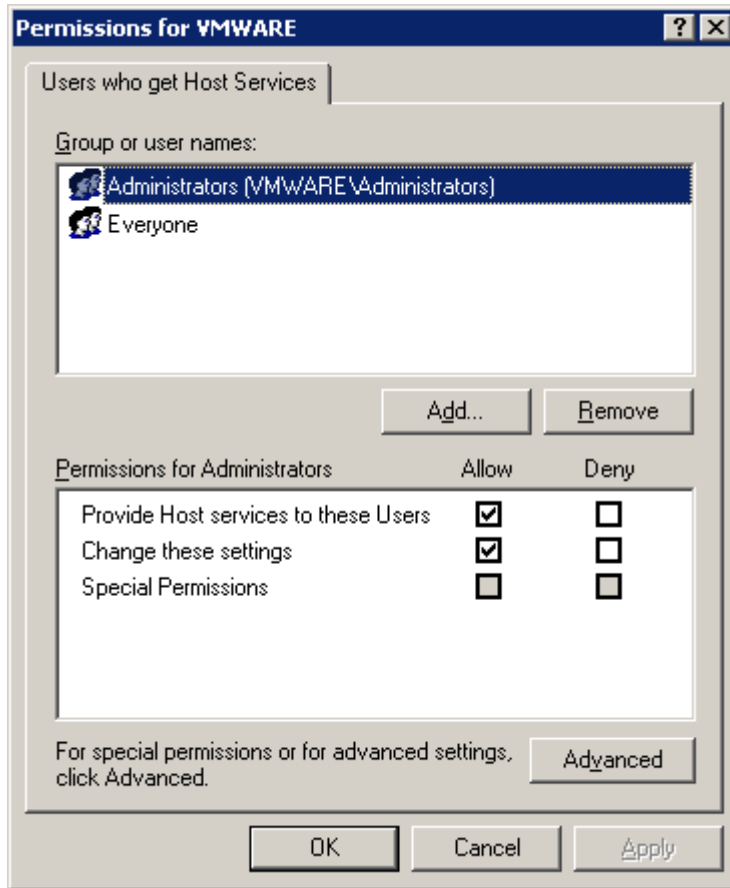 Permissions for VMWARE
Users who get Host Services
Group or user names:
Administrators (VMWARE\Administrators)
Everyone
Add...
Remove
Permissions for Administrators Allow Deny
Provide Host services to these Users
Change these settings
Special Permissions
For special permissions or for advanced settings,
click Advanced.
Advanced
OK
Cancel
Apply